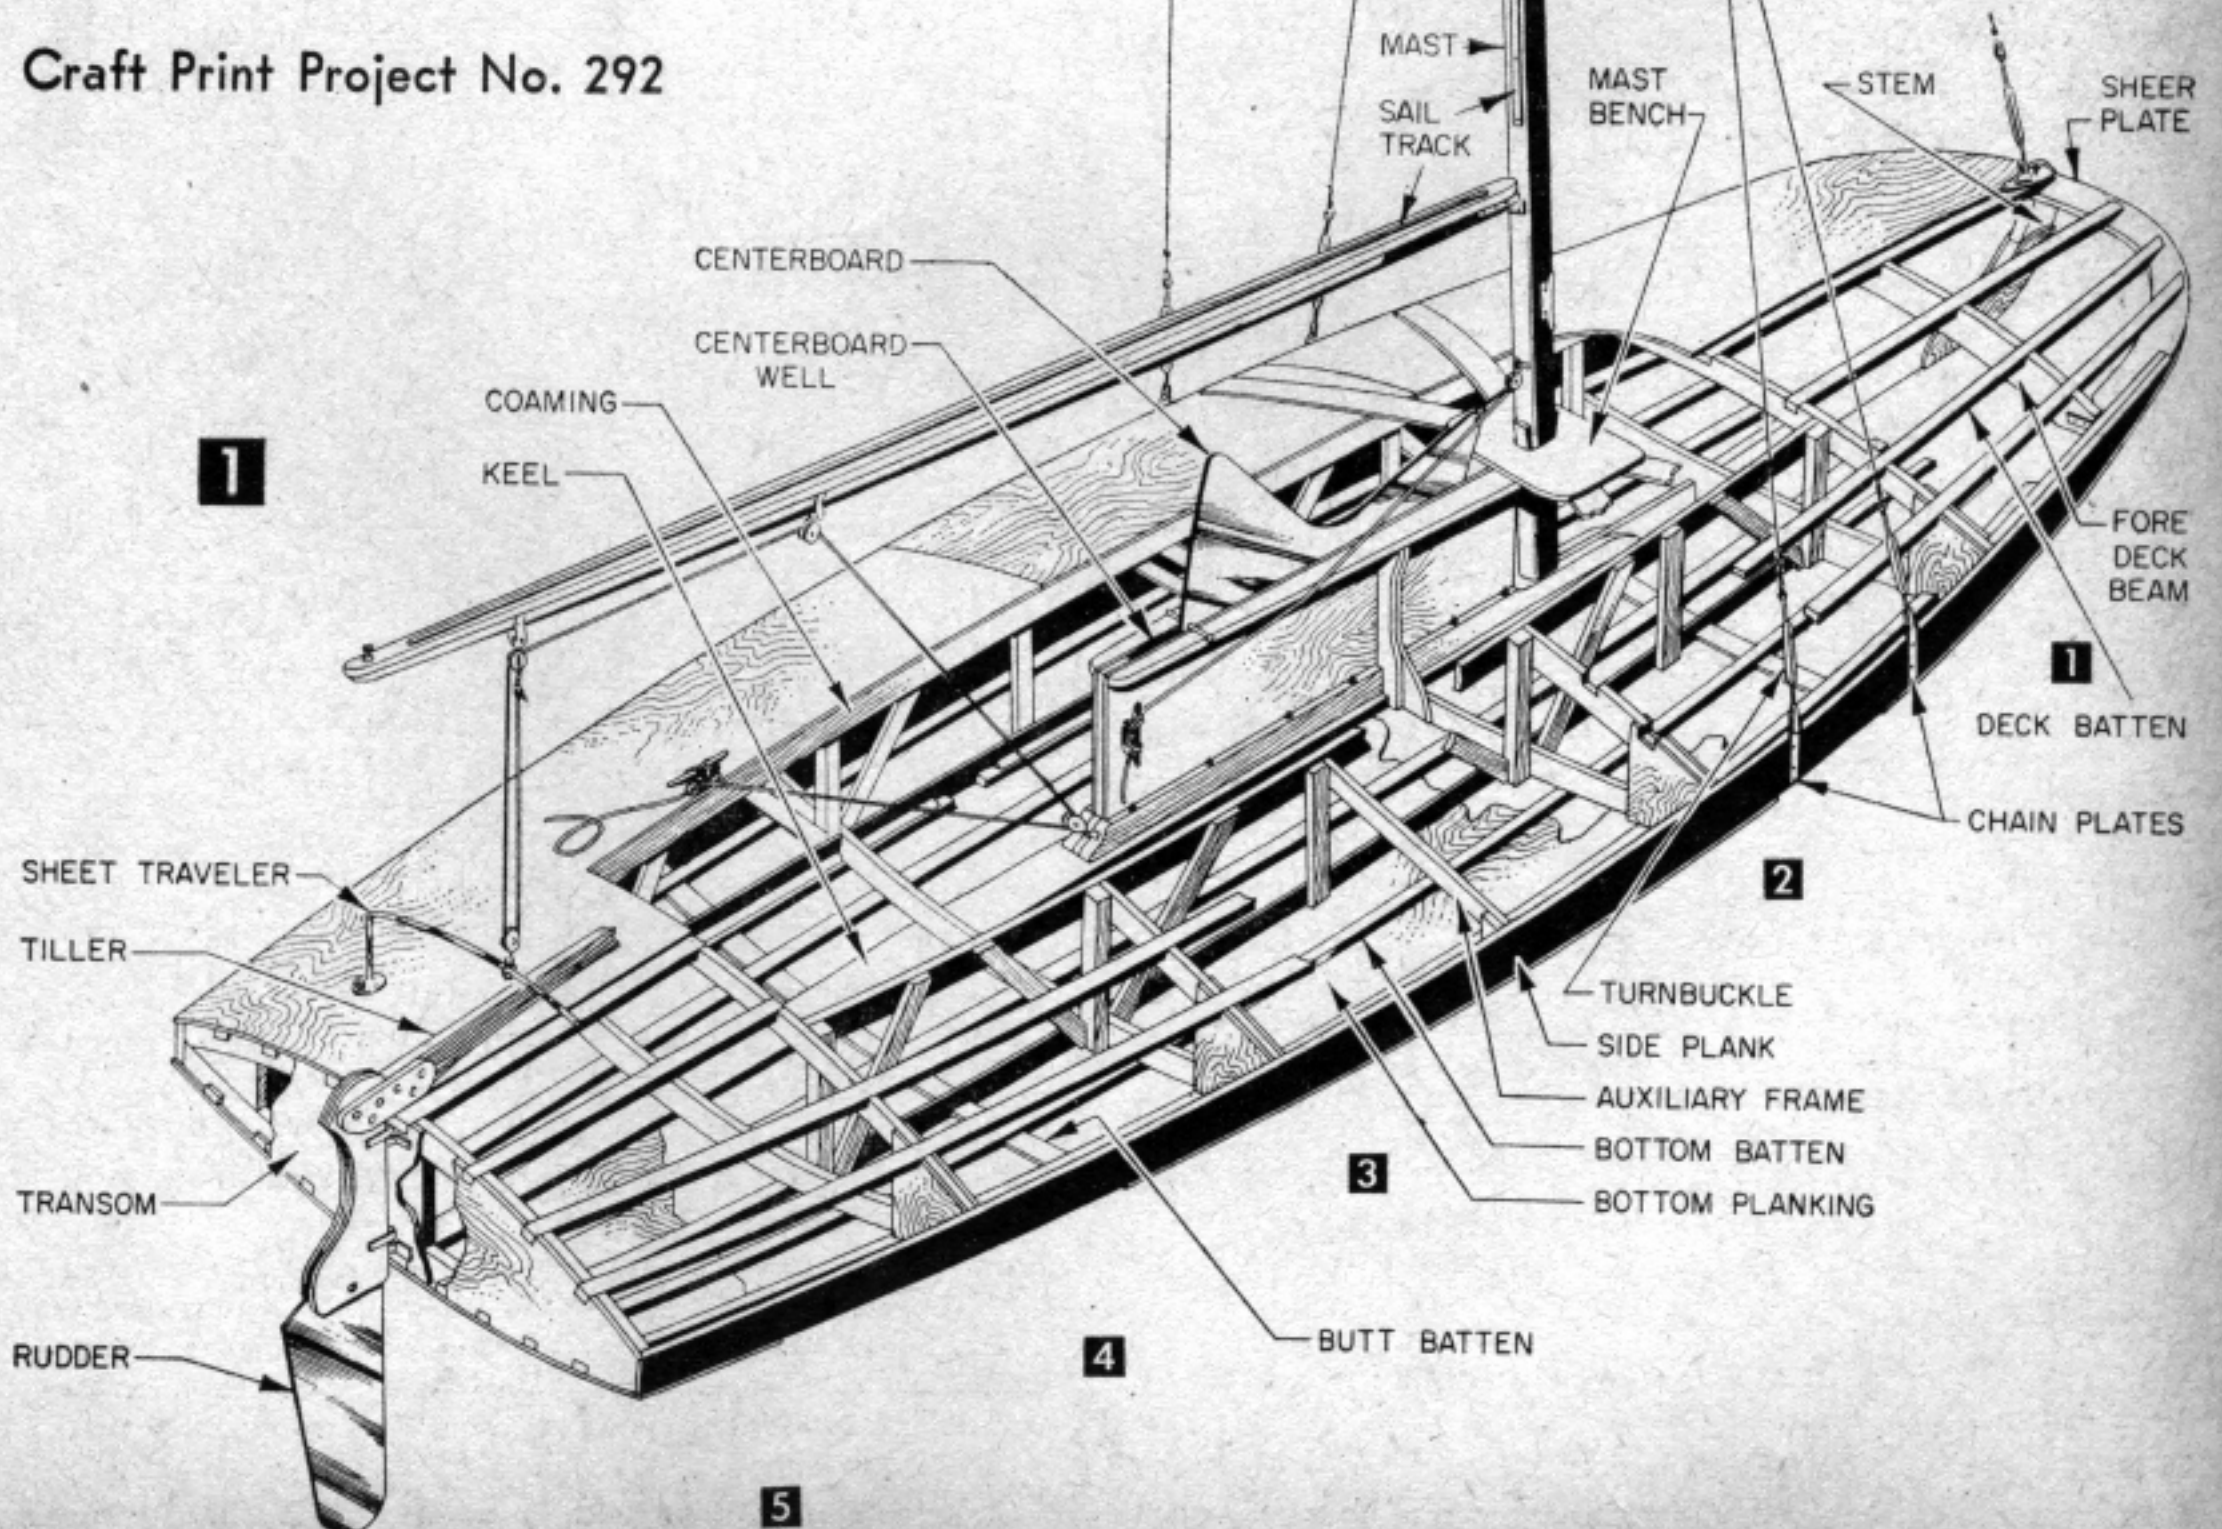 Craft Print Project No. 292
MAST
SAIL
TRACK
MAST
BENCH
STEM
SHEER
PLATE
CENTERBOARD
CENTERBOARD
WELL
COAMING
KEEL
1
FORE
DECK
BEAM
1
DECK BATTEN
CHAIN PLATES
2
SHEET TRAVELER
TILLER
TURNBUCKLE
SIDE PLANK
AUXILIARY FRAME
BOTTOM BATTEN
BOTTOM PLANKING
3
TRANSOM
RUDDER
BUTT BATTEN
4
5